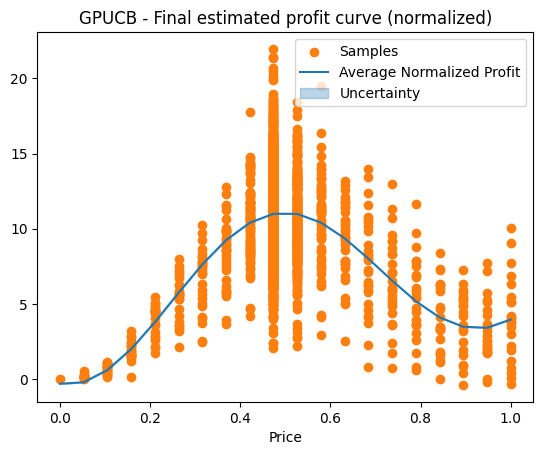 GPUCB - Final estimated profit curve (normalized)
Samples
Average Normalized Profit
Uncertainty
20
15
10
5
0
0.0 0.2 0.4 0.6 0.8 1.0
Price